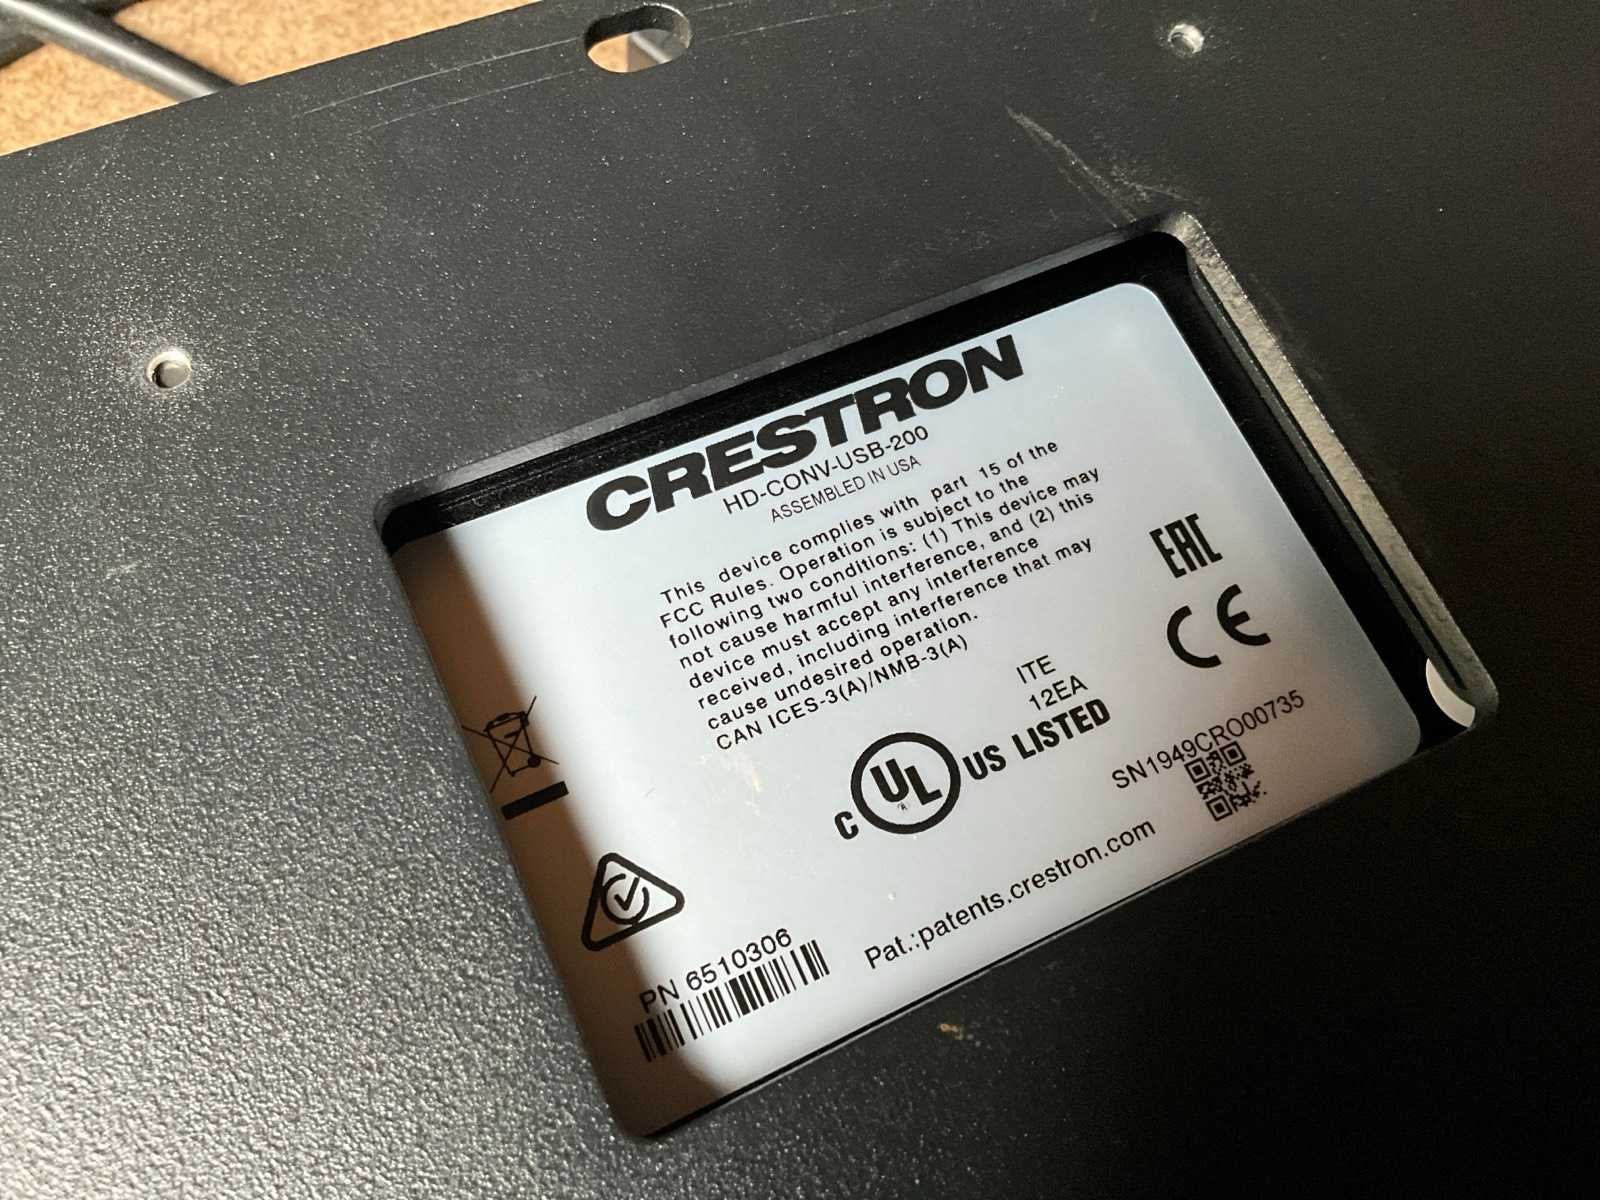 CRESTRON
HD-CONV-USB-200
ASSEMBLED IN USA
This device complies with part 15 of the
FCC Rules. Operation is subject to the
following two conditions: (1) This device may
not cause harmful interference, and (2) this
device must accept any interference
received, including interference that may
cause undesired operation.
CAN ICES-3(A)/NMB-3(A)
EAC
CE
ITE
12EA
C UL US LISTED
SN1949CRO00735
Pat.:patents.crestron.com
PN 6510306